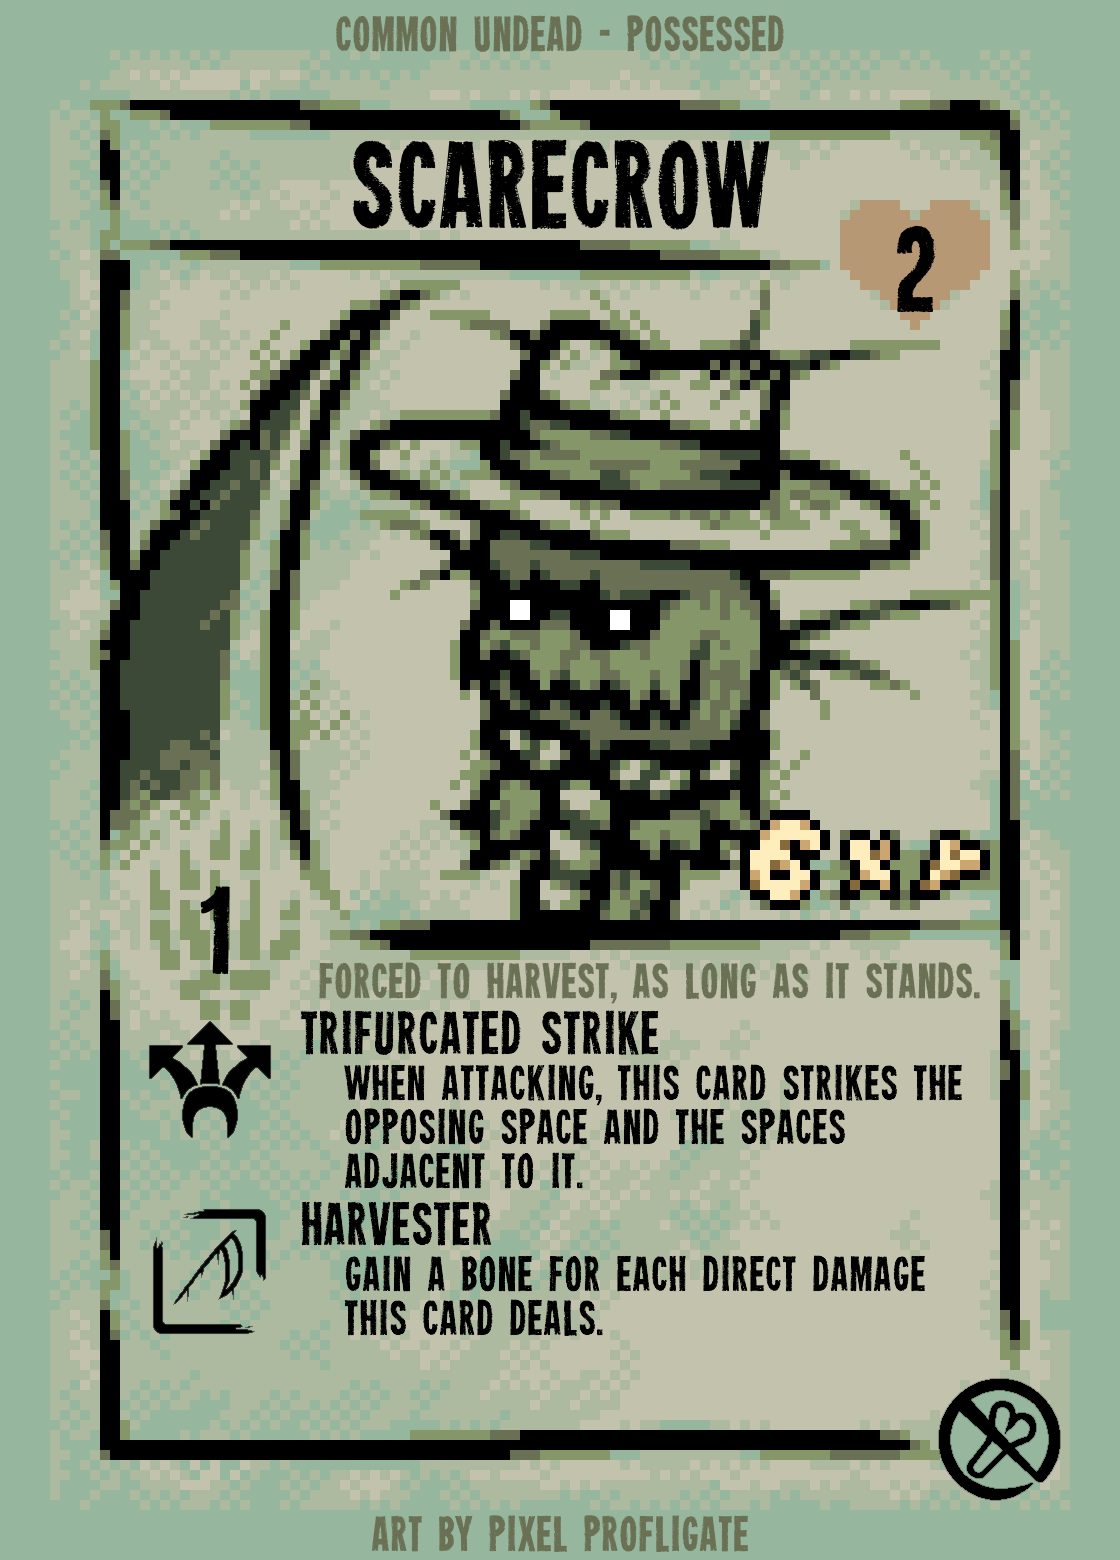 COMMON UNDEAD - POSSESSED
SCARECROW
2
6 X P
1
FORCED TO HARVEST, AS LONG AS IT STANDS.
TRIFURCATED STRIKE
WHEN ATTACKING, THIS CARD STRIKES THE
OPPOSING SPACE AND THE SPACES
ADJACENT TO IT.
HARVESTER
GAIN A BONE FOR EACH DIRECT DAMAGE
THIS CARD DEALS.
ART BY PIXEL PROFLIGATE